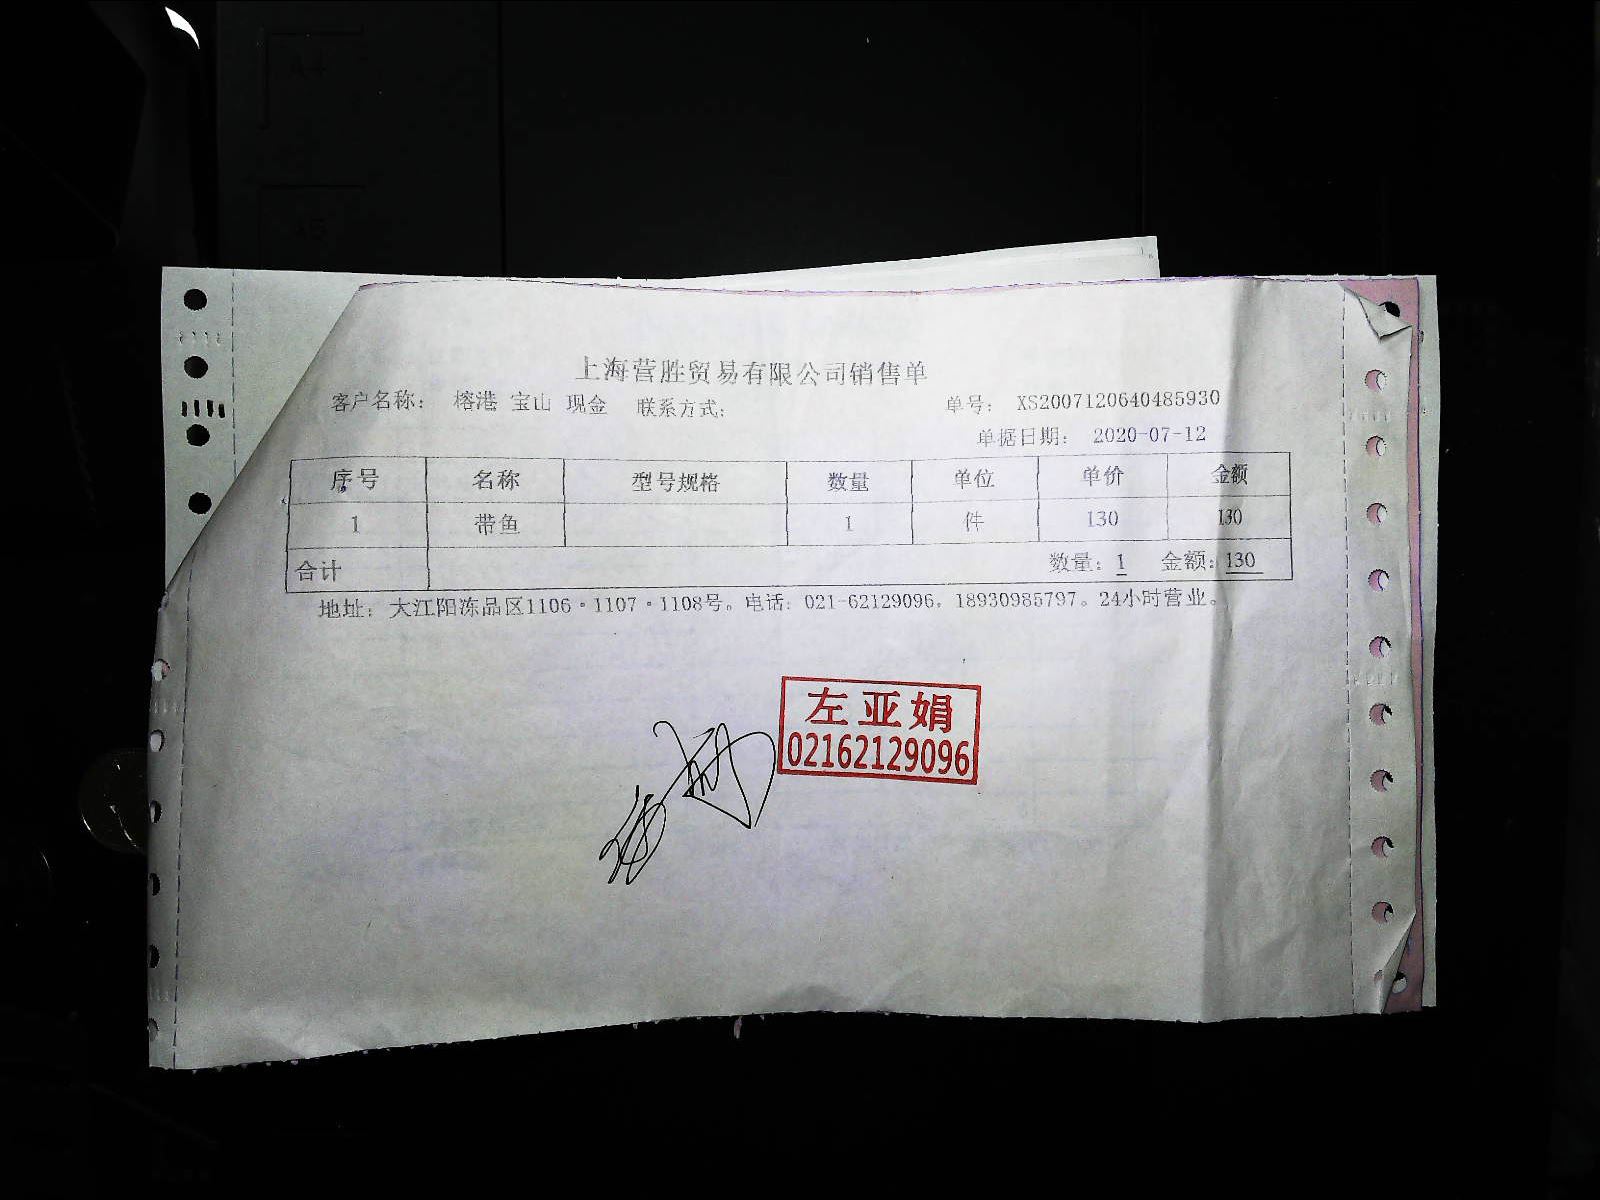 上海营胜贸易有限公司销售单
客户名称： 榕港 宝山 现金 联系方式: 单号： XS2007120640485930
单据日期： 2020-07-12
序号 名称 型号规格 数量 单位 单价 金额
1 带鱼 1 件 130 130
合计 数量：1 金额：130
地址：大江阳冻品区1106·1107·1108号。电话：021-62129096，18930985797。24小时营业。
左亚娟
02162129096